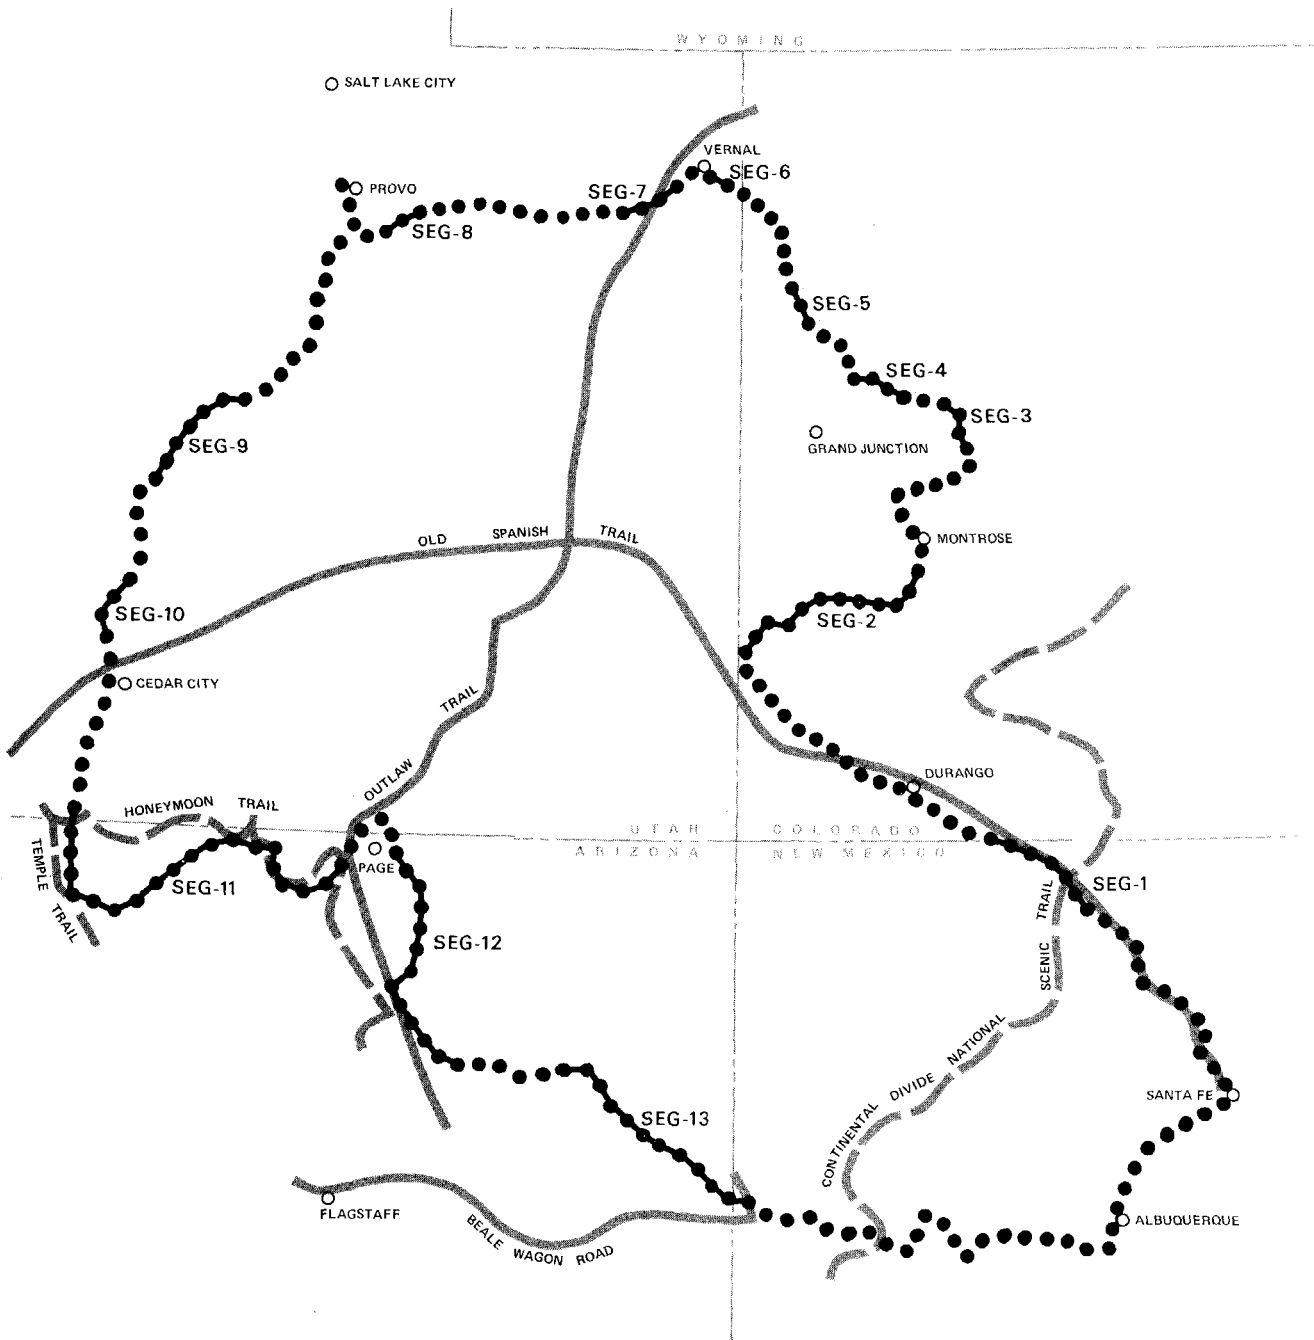 WYOMING
SALT LAKE CITY
VERNAL
SEG-6
PROVO
SEG-7
SEG-8
SEG-5
SEG-4
SEG-3
SEG-9
GRAND JUNCTION
OLD SPANISH TRAIL
MONTROSE
SEG-10
SEG-2
CEDAR CITY
OUTLAW TRAIL
DURANGO
HONEYMOON TRAIL
UTAH
COLORADO
ARIZONA
NEW MEXICO
TEMPLE TRAIL
PAGE
SEG-11
SEG-1
SEG-12
CONTINENTAL DIVIDE NATIONAL SCENIC TRAIL
SANTA FE
SEG-13
FLAGSTAFF
BEALE WAGON ROAD
ALBUQUERQUE